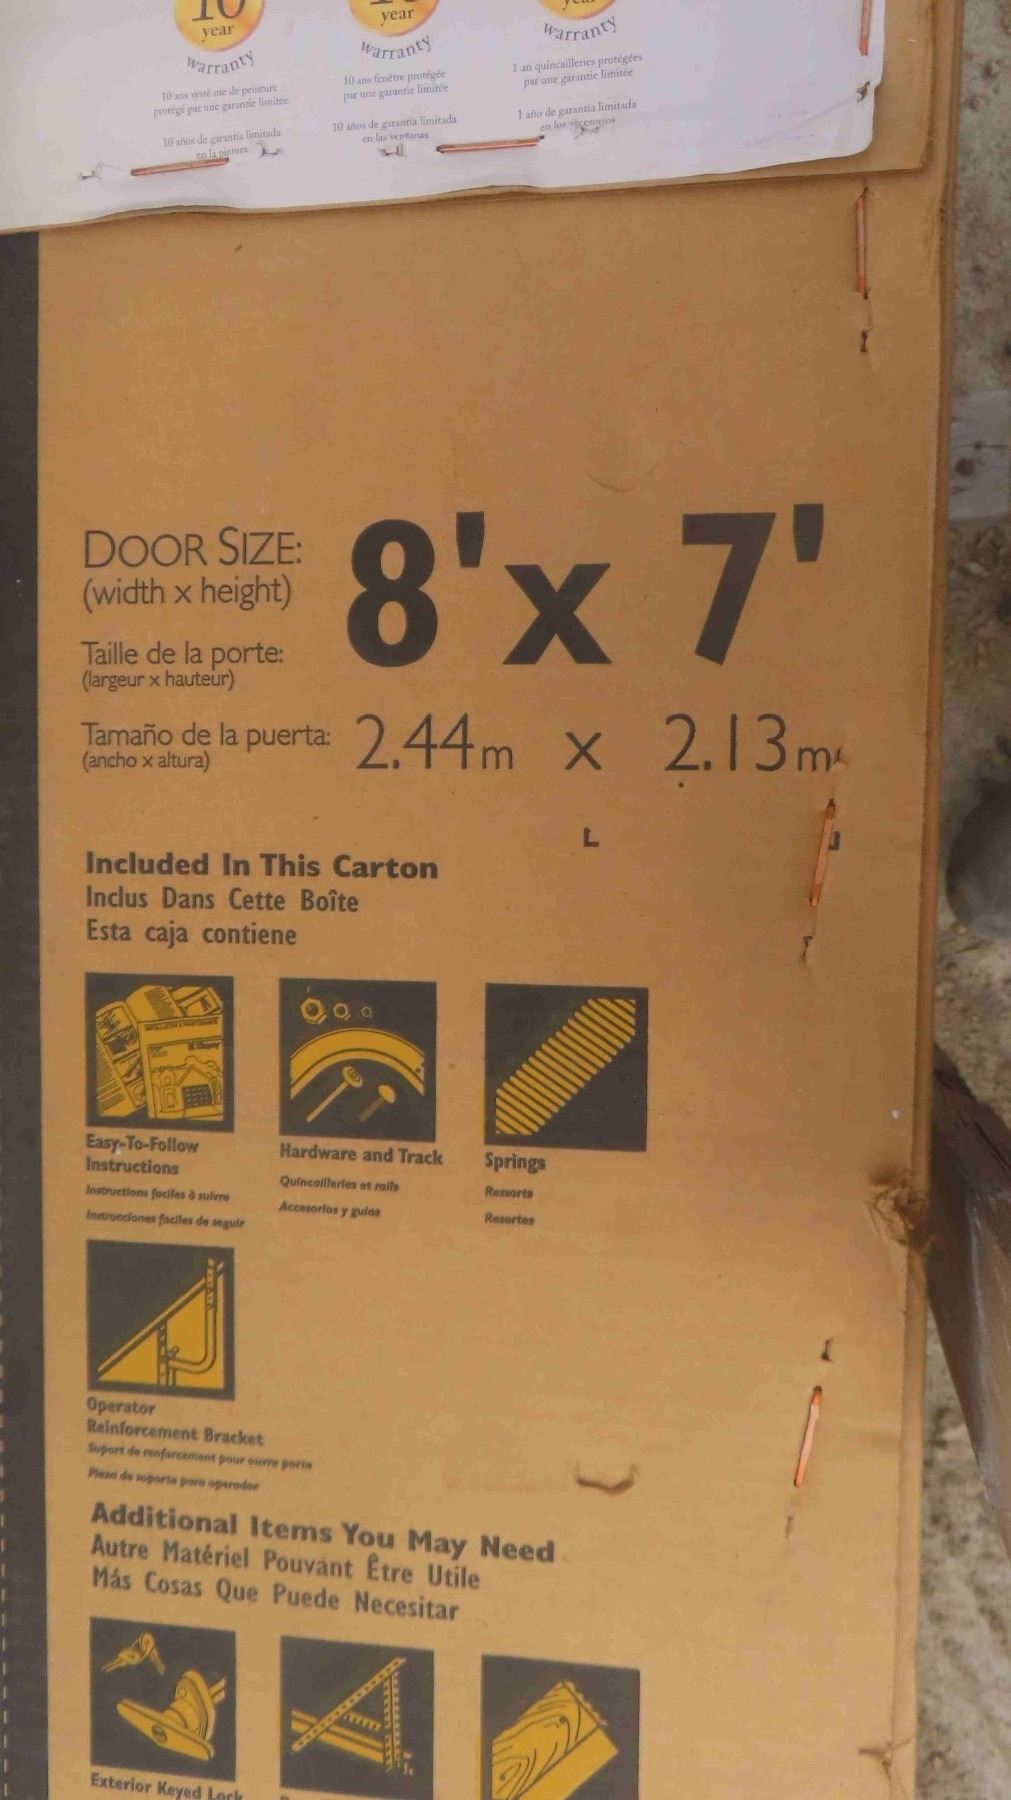 10
year
warranty
10 ans systè me de peinture
protégé par une garantie limitée
10 años de garantía limitada
en la pintura
year
warranty
10 ans fenêtre protégée
par une garantie limitée
10 años de garantía limitada
en las ventanas
year
warranty
1 an quincailleries protégées
par une garantie limitée
1 año de garantía limitada
en los accesorios
DOOR SIZE:
(width x height)
8' x 7'
Taille de la porte:
(largeur x hauteur)
Tamaño de la puerta:
(ancho x altura)
2.44m x 2.13m
Included In This Carton
Inclus Dans Cette Boîte
Esta caja contiene
Easy-To-Follow
Instructions
Instructions faciles à suivre
Instrucciones faciles de seguir
Hardware and Track
Quincailleries et rails
Accesorios y guias
Springs
Ressorts
Resortes
Operator
Reinforcement Bracket
Suport de renforcement pour ouvre porte
Pieza de soporte para operador
Additional Items You May Need
Autre Matériel Pouvant Être Utile
Más Cosas Que Puede Necesitar
Exterior Keyed Lock